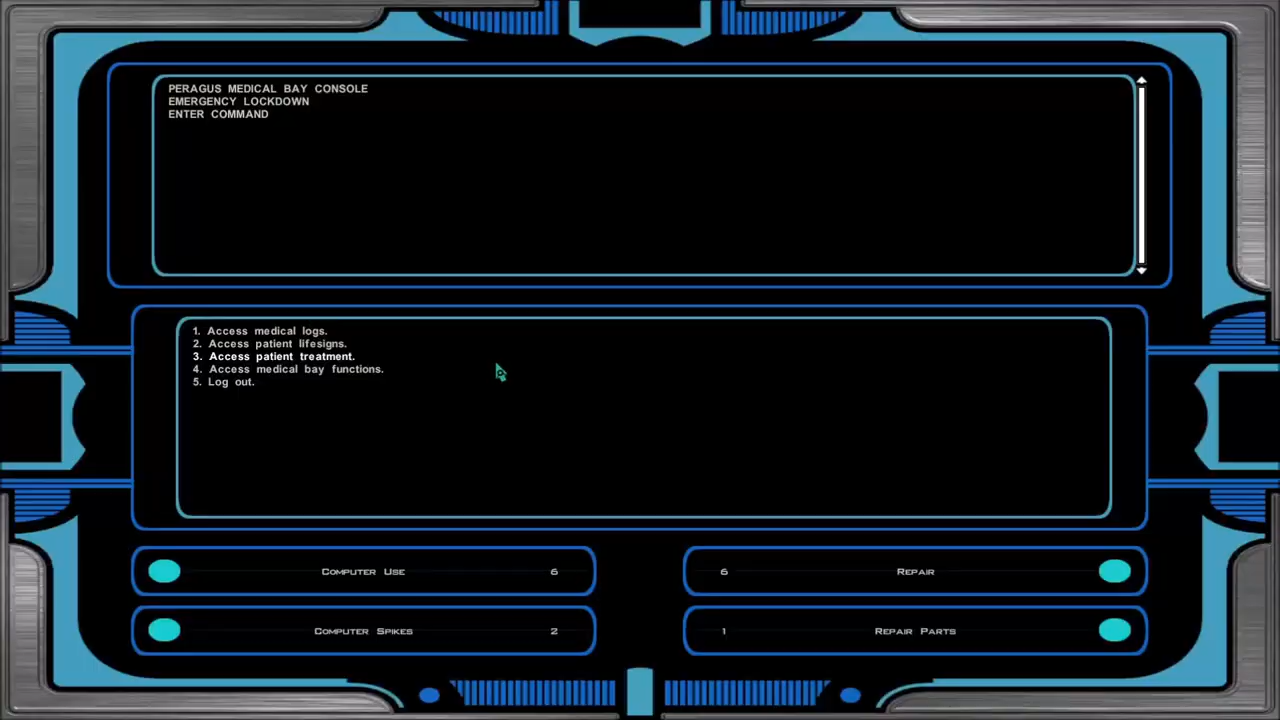 PERAGUS MEDICAL BAY CONSOLE
EMERGENCY LOCKDOWN
ENTER COMMAND
1. Access medical logs.
2. Access patient lifesigns.
3. Access patient treatment.
4. Access medical bay functions.
5. Log out.
COMPUTER USE 6
6 REPAIR
COMPUTER SPIKES 2
1 REPAIR PARTS